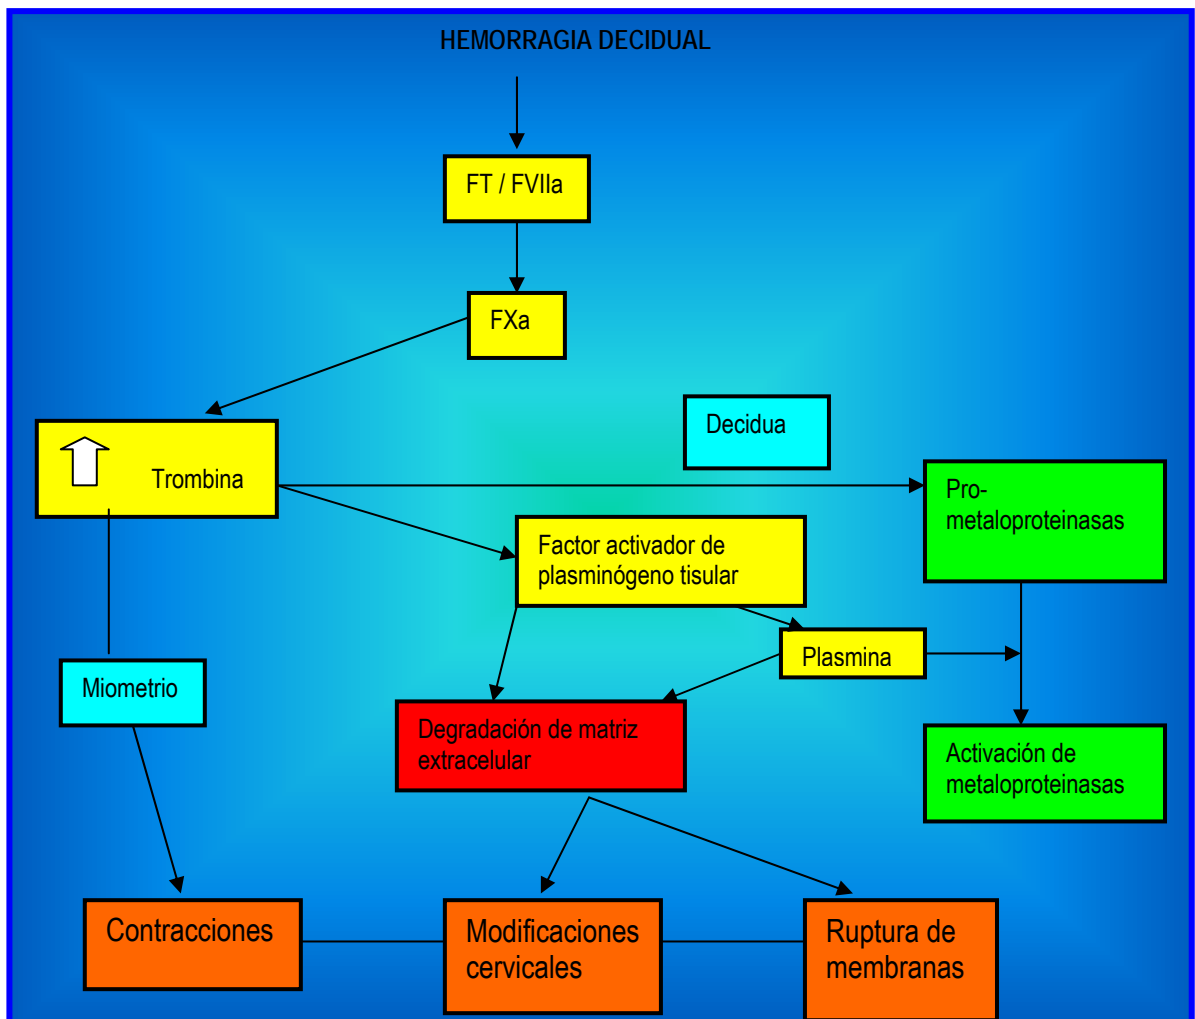 HEMORRAGIA DECIDUAL
FT / FVIIa
FXa
Decidua
Trombina
Pro-
metaloproteinasas
Factor activador de
plasminógeno tisular
Plasmina
Miometrio
Degradación de matriz
extracelular
Activación de
metaloproteinasas
Contracciones
Modificaciones
cervicales
Ruptura de
membranas